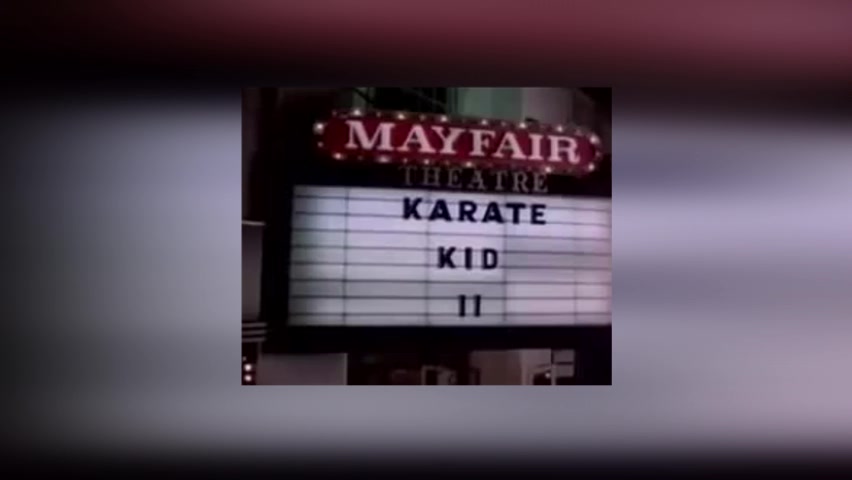 MAYFAIR
THEATRE
KARATE
KID
II